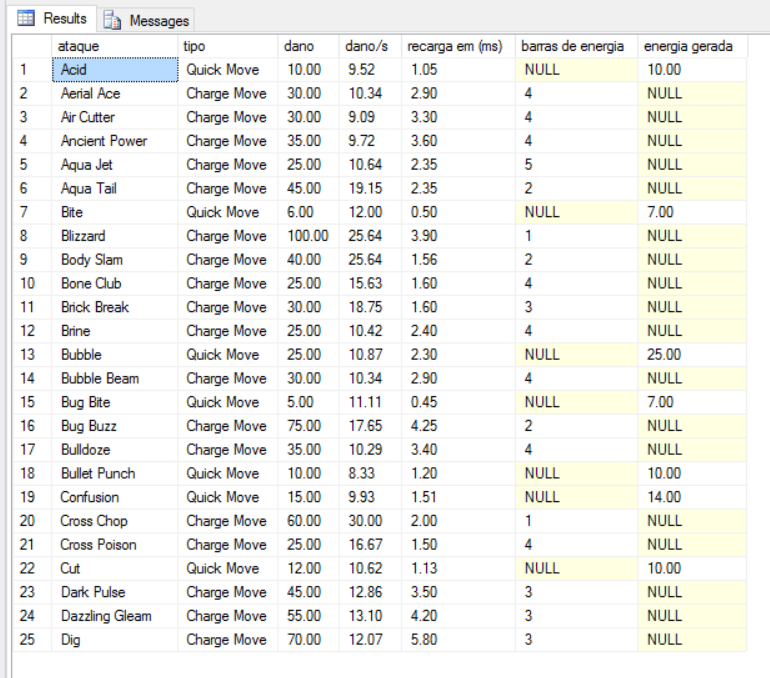 Results Messages
ataque tipo dano dano/s recarga em (ms) barras de energia energia gerada
1 Acid Quick Move 10.00 9.52 1.05 NULL 10.00
2 Aerial Ace Charge Move 30.00 10.34 2.90 4 NULL
3 Air Cutter Charge Move 30.00 9.09 3.30 4 NULL
4 Ancient Power Charge Move 35.00 9.72 3.60 4 NULL
5 Aqua Jet Charge Move 25.00 10.64 2.35 5 NULL
6 Aqua Tail Charge Move 45.00 19.15 2.35 2 NULL
7 Bite Quick Move 6.00 12.00 0.50 NULL 7.00
8 Blizzard Charge Move 100.00 25.64 3.90 1 NULL
9 Body Slam Charge Move 40.00 25.64 1.56 2 NULL
10 Bone Club Charge Move 25.00 15.63 1.60 4 NULL
11 Brick Break Charge Move 30.00 18.75 1.60 3 NULL
12 Brine Charge Move 25.00 10.42 2.40 4 NULL
13 Bubble Quick Move 25.00 10.87 2.30 NULL 25.00
14 Bubble Beam Charge Move 30.00 10.34 2.90 4 NULL
15 Bug Bite Quick Move 5.00 11.11 0.45 NULL 7.00
16 Bug Buzz Charge Move 75.00 17.65 4.25 2 NULL
17 Bulldoze Charge Move 35.00 10.29 3.40 4 NULL
18 Bullet Punch Quick Move 10.00 8.33 1.20 NULL 10.00
19 Confusion Quick Move 15.00 9.93 1.51 NULL 14.00
20 Cross Chop Charge Move 60.00 30.00 2.00 1 NULL
21 Cross Poison Charge Move 25.00 16.67 1.50 4 NULL
22 Cut Quick Move 12.00 10.62 1.13 NULL 10.00
23 Dark Pulse Charge Move 45.00 12.86 3.50 3 NULL
24 Dazzling Gleam Charge Move 55.00 13.10 4.20 3 NULL
25 Dig Charge Move 70.00 12.07 5.80 3 NULL